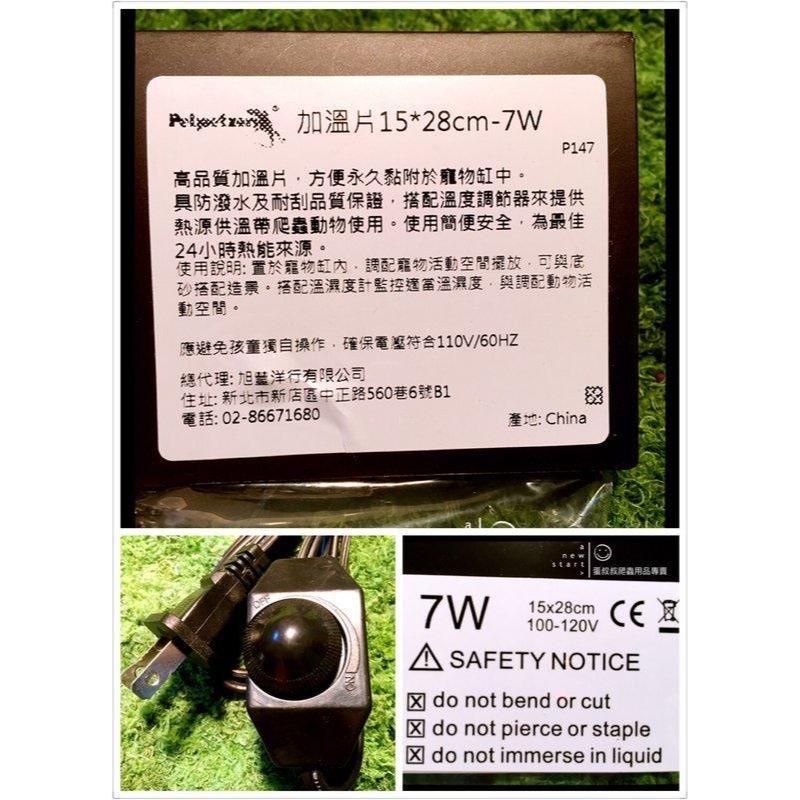 加溫片15*28cm-7W
P147
高品質加溫片，方便永久黏附於寵物缸中。
具防潑水及耐刮品質保證，搭配溫度調節器來提供
熱源供溫帶爬蟲動物使用。使用簡便安全，為最佳
24小時熱能來源。
使用說明: 置於寵物缸內，調配寵物活動空間擺放，可與底
砂搭配造景。搭配溫濕度計監控適當溫濕度，與調配動物活
動空間。
應避免孩童獨自操作，確保電壓符合110V/60HZ
總代理: 旭藍洋行有限公司
住址: 新北市新店區中正路560巷6號B1
電話: 02-86671680
產地: China
OFF
ON
a
new
start
>
蛋叔叔爬蟲用品專賣
7W
15x28cm
100-120V
CE
SAFETY NOTICE
do not bend or cut
do not pierce or staple
do not immerse in liquid